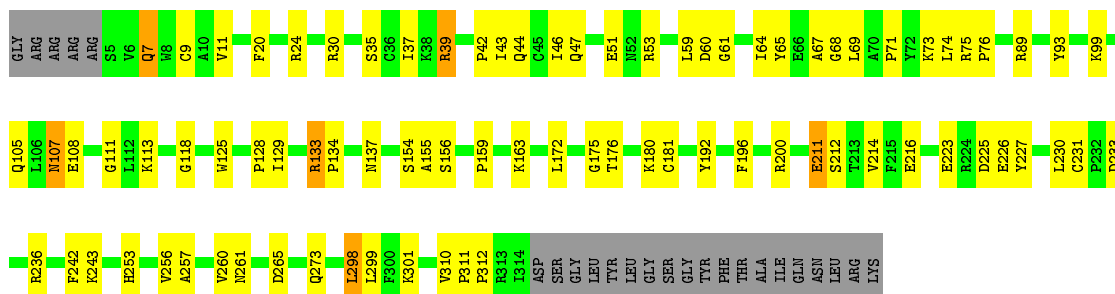 GLY ARG ARG ARG ARG S5 V6 Q7 W8 C9 A10 V11 F20 R24 R30 S35 C36 I37 K38 R39 P42 I43 Q44 C45 I46 Q47 E51 N52 R53 L59 D60 G61 I64 Y65 E66 A67 G68 L69 A70 P71 Y72 K73 L74 R75 P76 R89 Y93 K99
Q105 L106 N107 E108 G111 L112 K113 G118 W125 P128 I129 R133 P134 N137 S154 A155 S156 P159 K163 L172 G175 T176 K180 C181 Y192 F196 R200 E211 S212 T213 V214 F215 E216 E223 R224 D225 E226 Y227 L230 C231 P232 D233
R236 F242 K243 H253 V256 A257 V260 N261 D265 Q273 L298 L299 F300 K301 V310 P311 P312 R313 I314 ASP SER GLY LEU TYR LEU GLY SER GLY TYR PHE THR ALA ILE GLN ASN LEU ARG LYS